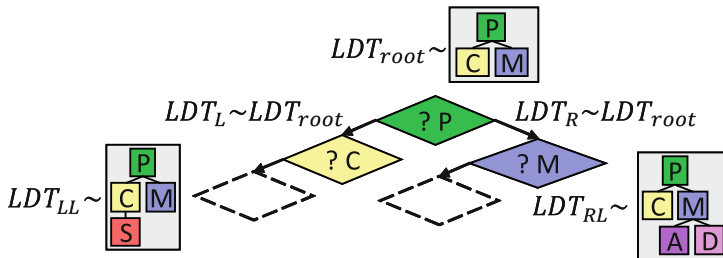 P
LDT_root~ C M
LDT_L~LDT_root ? P LDT_R~LDT_root
? C ? M
P P
LDT_LL~ C M LDT_RL~ C M
S A D